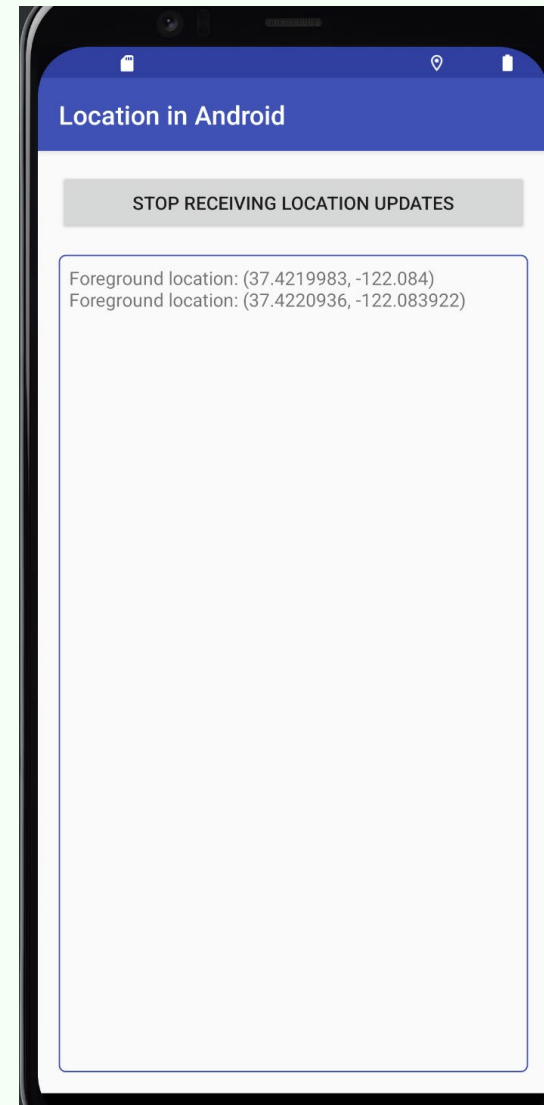 Location in Android
STOP RECEIVING LOCATION UPDATES
Foreground location: (37.4219983, -122.084)
Foreground location: (37.4220936, -122.083922)